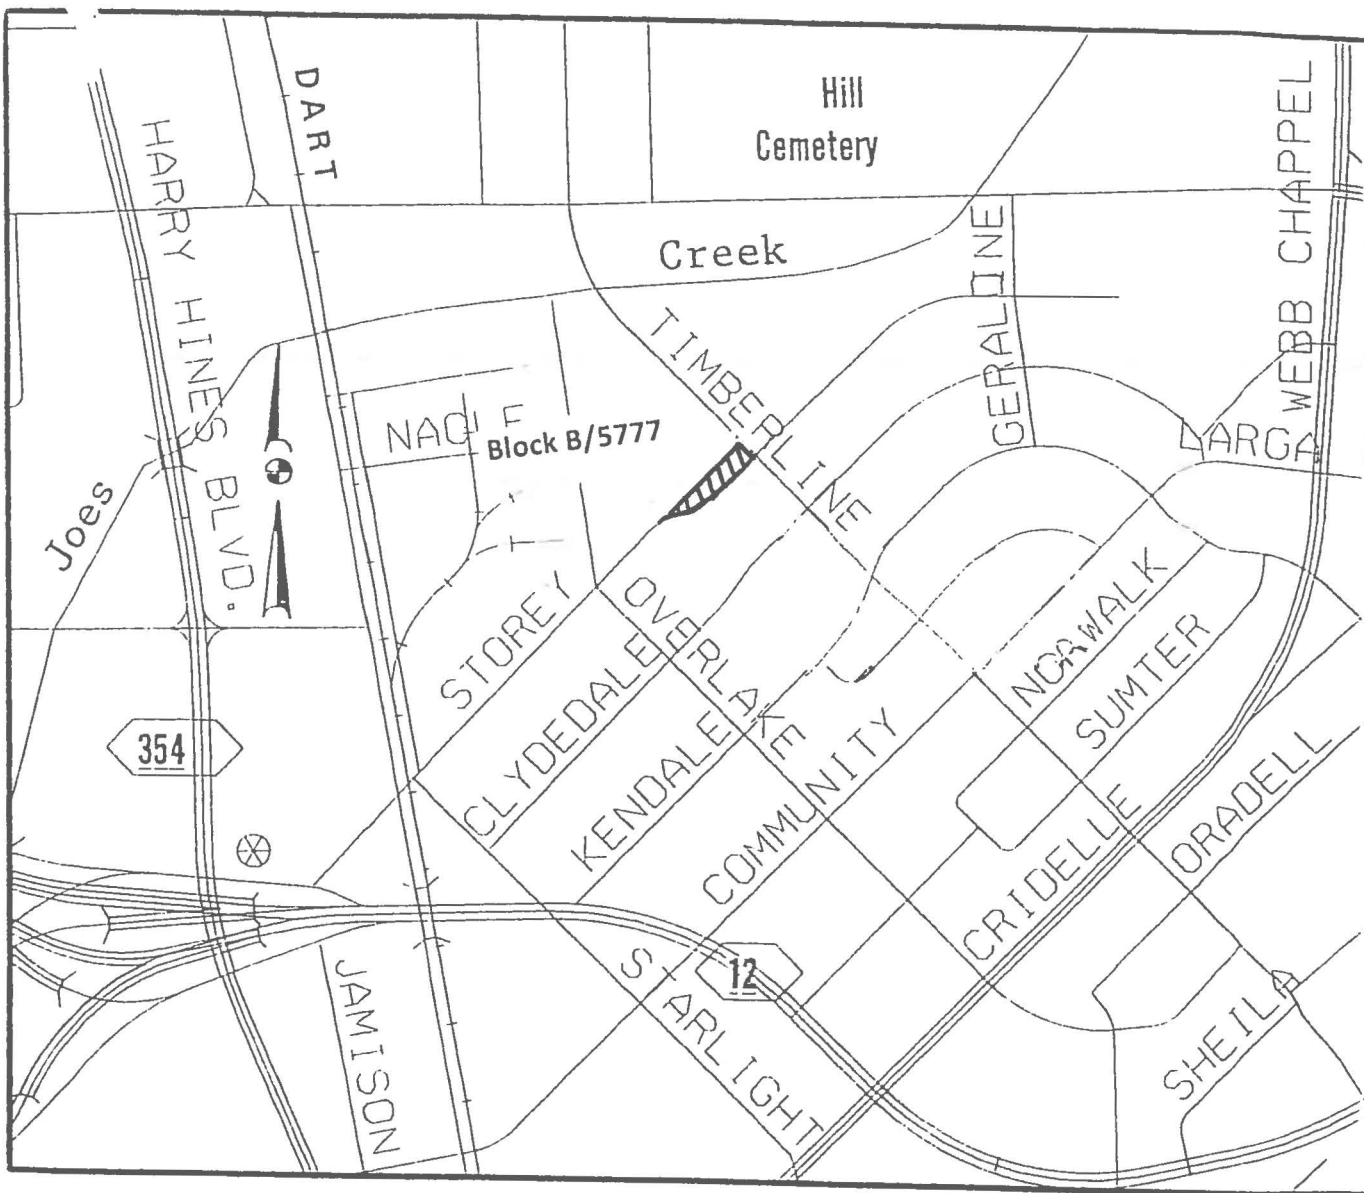 DART
Hill
Cemetery
HARRY HINES BLVD.
WEBB CHAPPEL
Creek
GERALDINE
TIMBERLINE
Block B/5777
LARGA
Joes
STOREY
OVERLAKE
CLYDEDALE
NORWALK
SUMTER
354
KENDALE
COMMUNITY
ORADELL
CRIDELLE
12
STARLIGHT
JAMISON
SHEILA